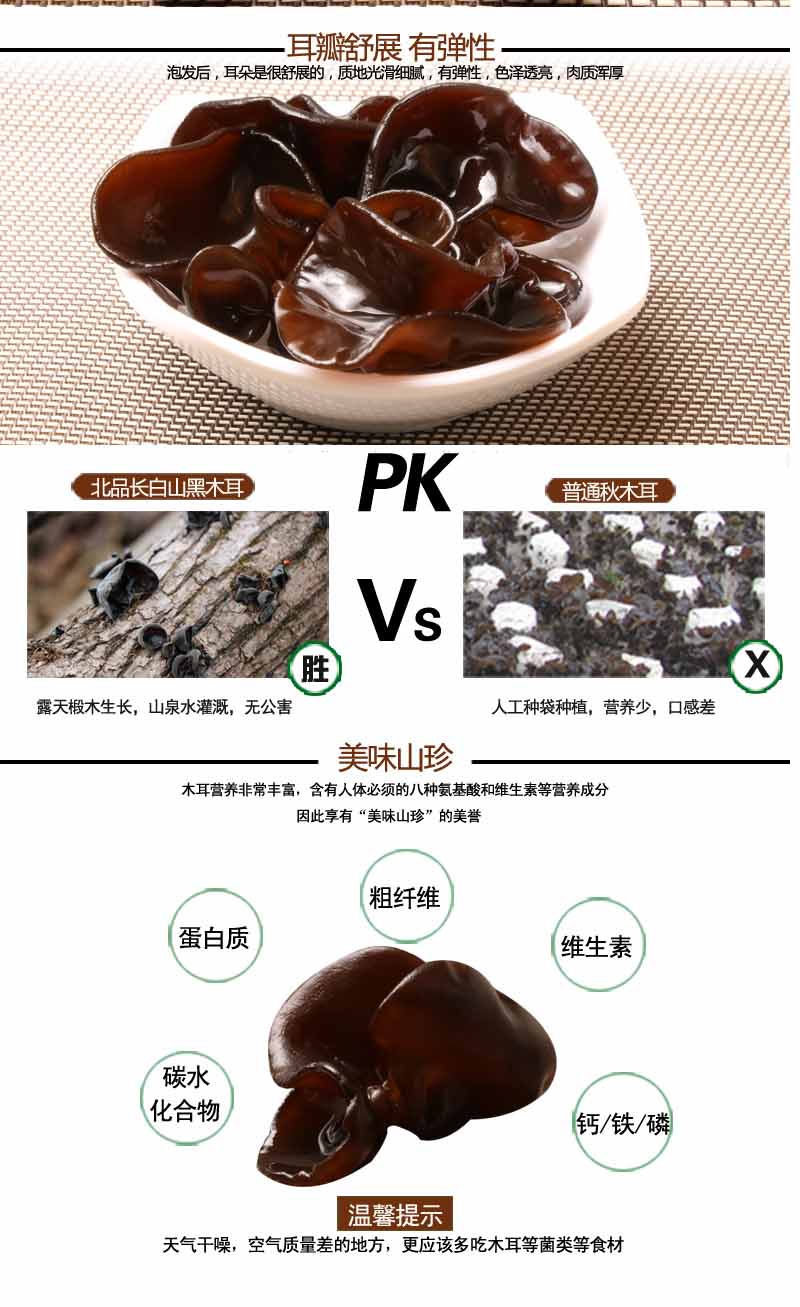 耳瓣舒展 有弹性
泡发后，耳朵是很舒展的，质地光滑细腻，有弹性，色泽透亮，肉质浑厚
PK
北品长白山黑木耳
普通秋木耳
Vs
胜
X
露天椴木生长，山泉水灌溉，无公害
人工种袋种植，营养少，口感差
美味山珍
木耳营养非常丰富，含有人体必须的八种氨基酸和维生素等营养成分
因此享有“美味山珍”的美誉
粗纤维
蛋白质
维生素
碳水
化合物
钙/铁/磷
温馨提示
天气干噪，空气质量差的地方，更应该多吃木耳等菌类等食材